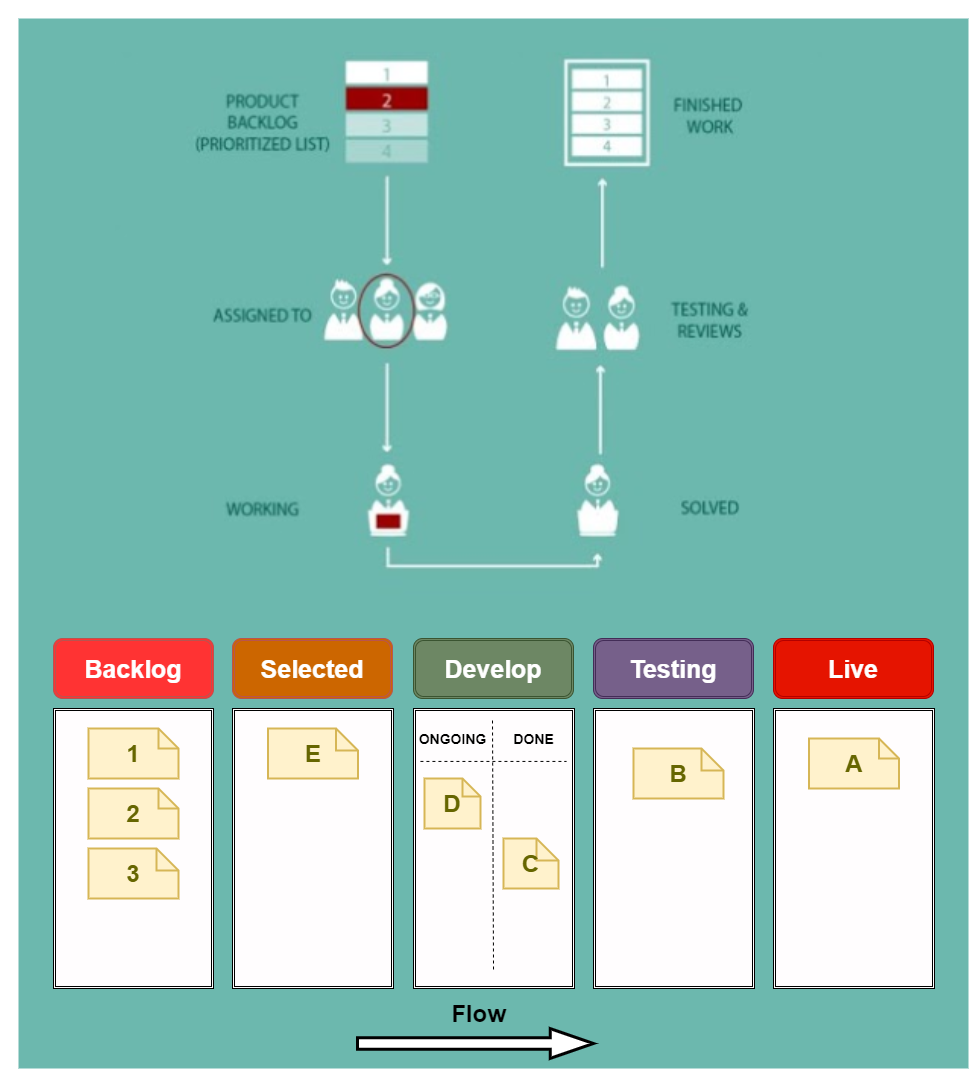 1
2
3
4
PRODUCT
BACKLOG
(PRIORITIZED LIST)
1
2
3
4
FINISHED
WORK
ASSIGNED TO
TESTING &
REVIEWS
WORKING
SOLVED
Backlog
Selected
Develop
Testing
Live
1
2
3
E
ONGOING
DONE
D
C
B
A
Flow